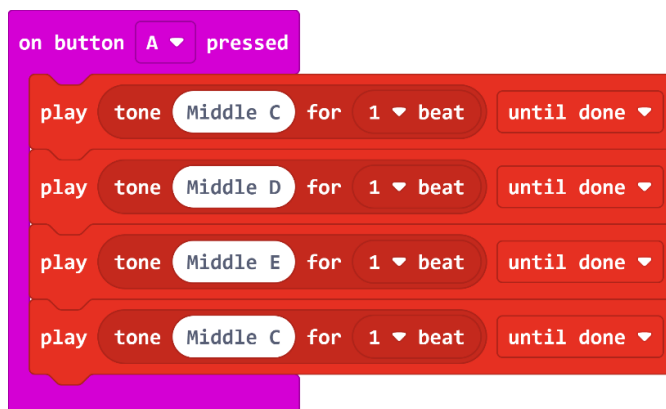 on button A pressed
play tone Middle C for 1 beat until done
play tone Middle D for 1 beat until done
play tone Middle E for 1 beat until done
play tone Middle C for 1 beat until done